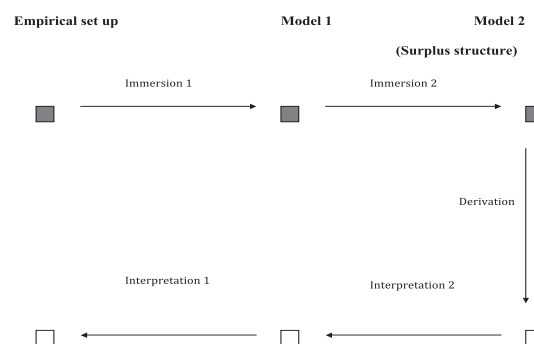 Empirical set up Model 1 Model 2
(Surplus structure)
Immersion 1 Immersion 2
Derivation
Interpretation 1 Interpretation 2